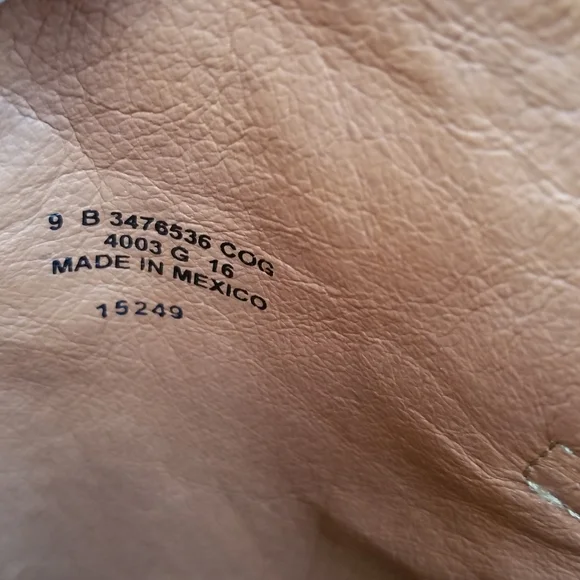 9 B 3476536 COG
4003 G 16
MADE IN MEXICO
15249